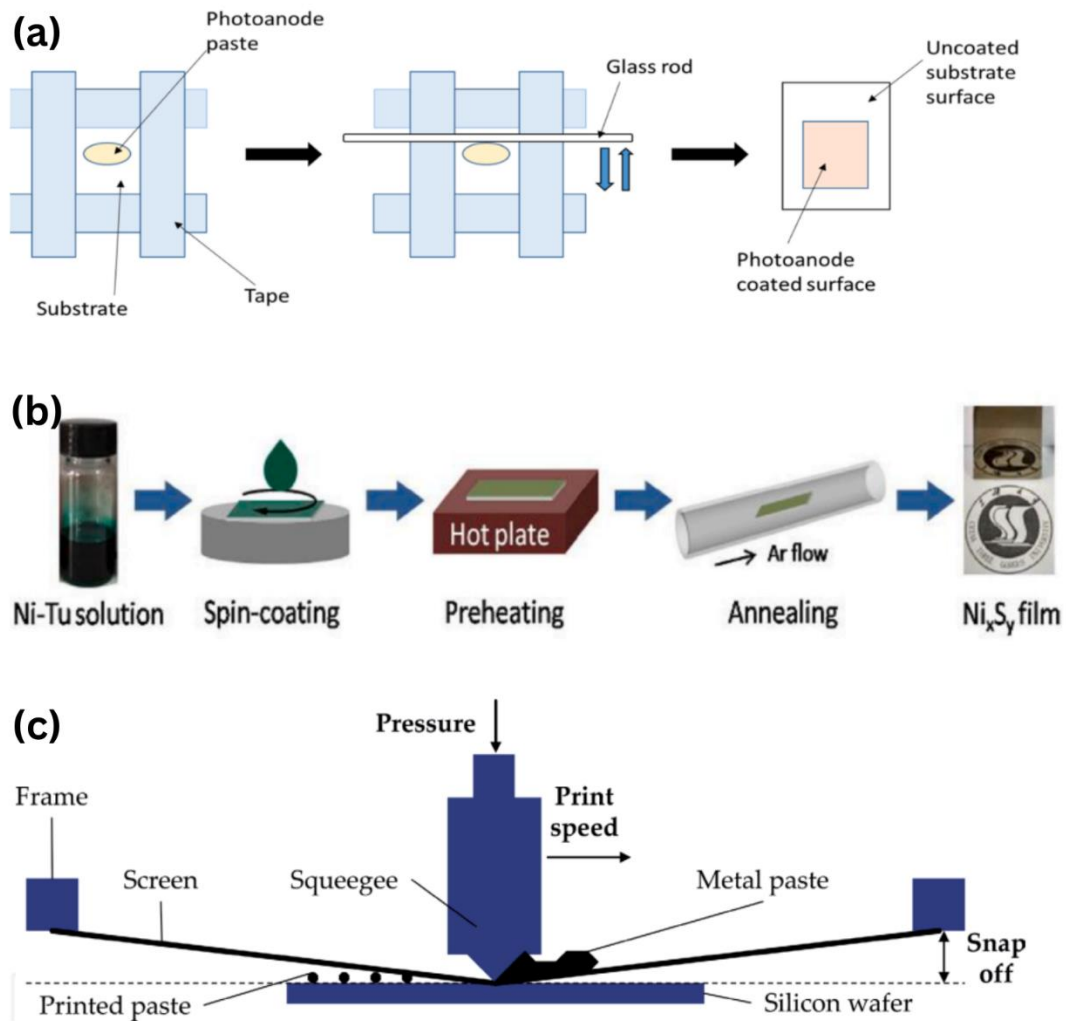 (a)
Photoanode
paste
Glass rod
Uncoated
substrate
surface
Substrate
Tape
Photoanode
coated surface
(b)
Hot plate
Ar flow
Ni-Tu solution
Spin-coating
Preheating
Annealing
NixSy film
(c)
Pressure
Frame
Print
speed
Screen
Squeegee
Metal paste
Snap
off
Printed paste
Silicon wafer